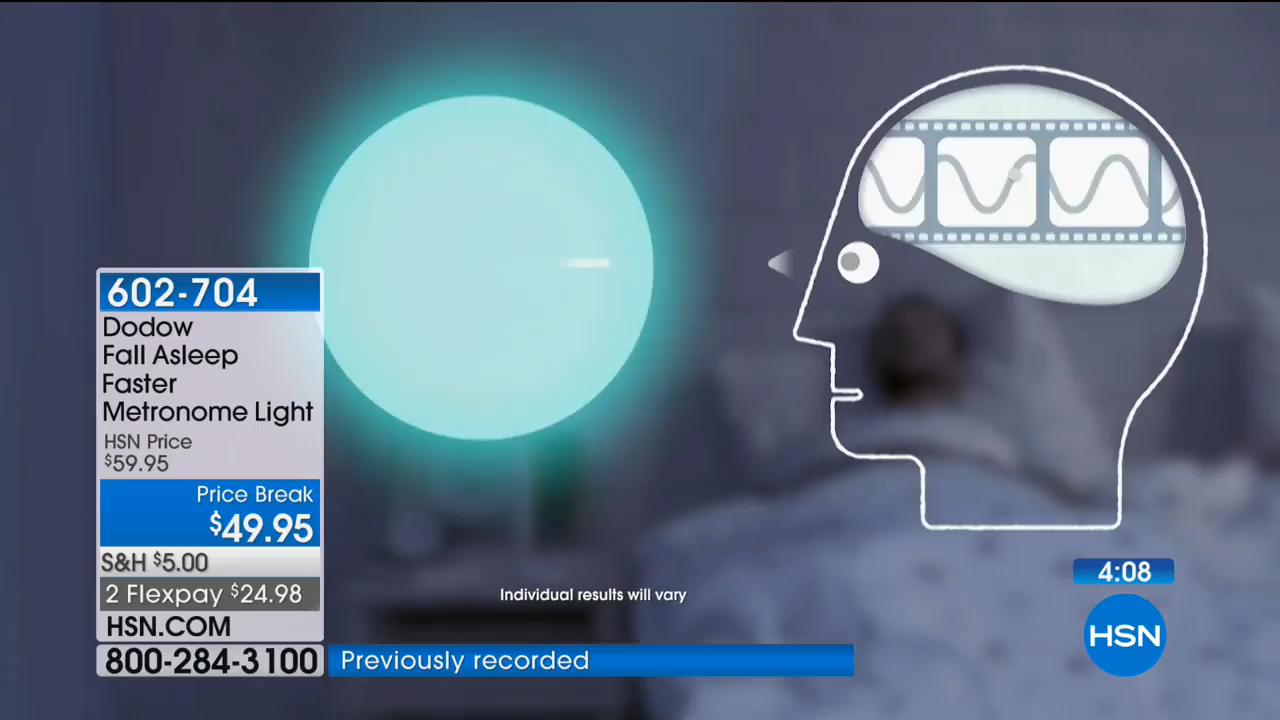 602-704
Dodow
Fall Asleep
Faster
Metronome Light
HSN Price
$59.95
Price Break
$49.95
S&H $5.00
2 Flexpay $24.98
HSN.COM
800-284-3100
Previously recorded
Individual results will vary
4:08
HSN